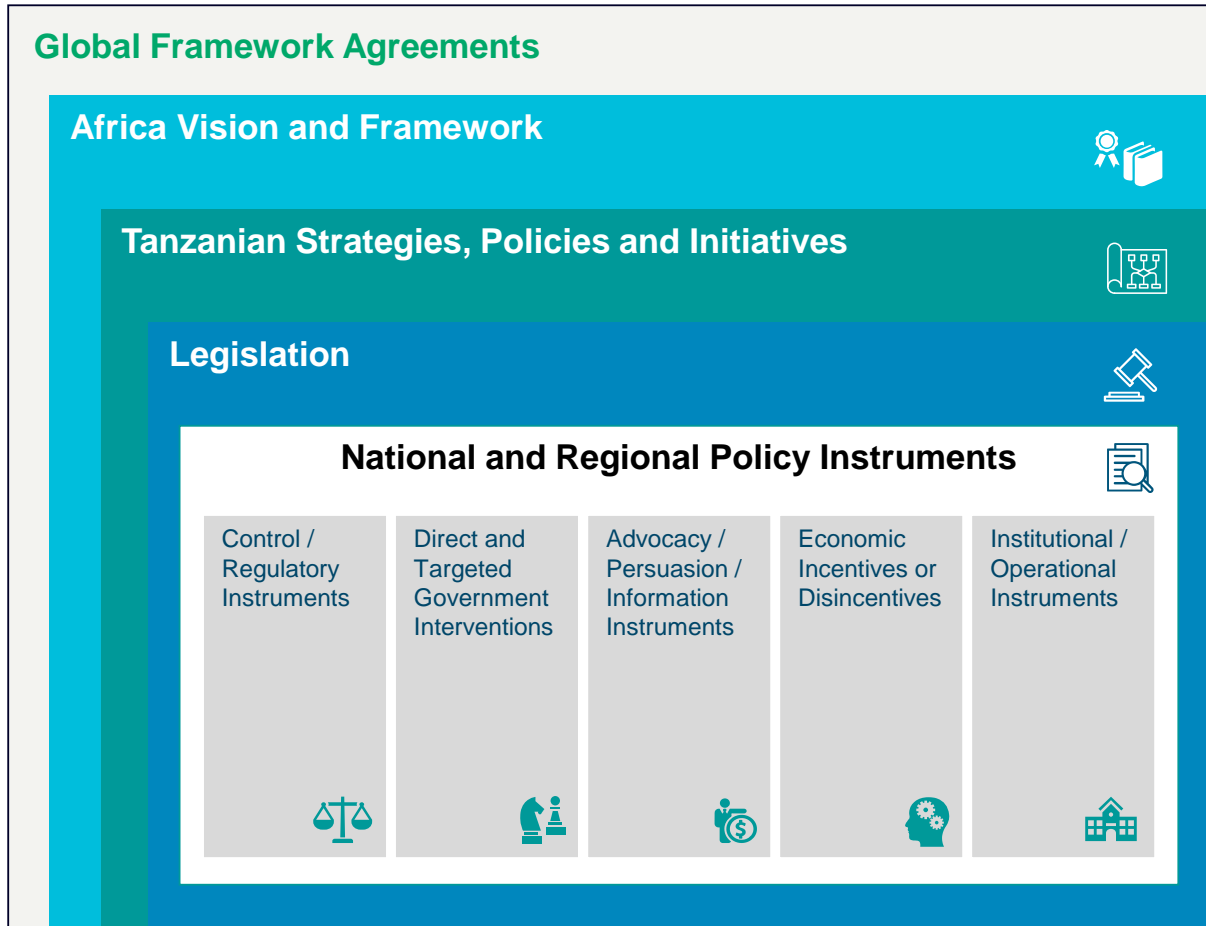 Global Framework Agreements
Africa Vision and Framework
Tanzanian Strategies, Policies and Initiatives
Legislation
National and Regional Policy Instruments
Control /
Regulatory
Instruments
Direct and
Targeted
Government
Interventions
Advocacy /
Persuasion /
Information
Instruments
Economic
Incentives or
Disincentives
Institutional /
Operational
Instruments
$